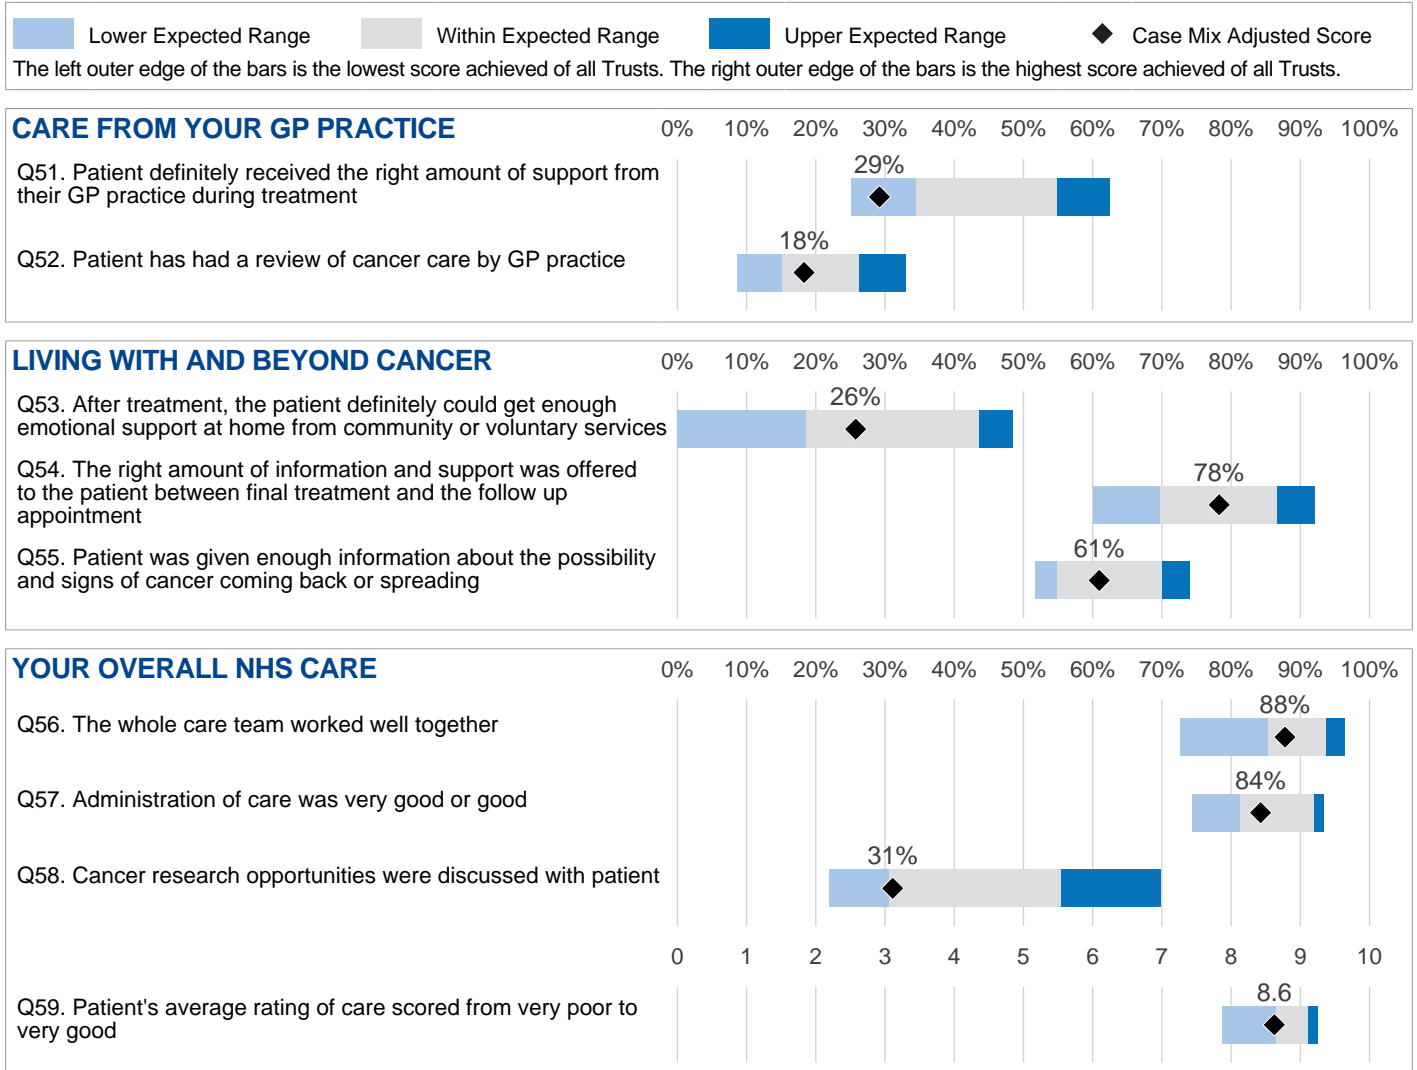 Lower Expected Range Within Expected Range Upper Expected Range Case Mix Adjusted Score
The left outer edge of the bars is the lowest score achieved of all Trusts. The right outer edge of the bars is the highest score achieved of all Trusts.
CARE FROM YOUR GP PRACTICE 0% 10% 20% 30% 40% 50% 60% 70% 80% 90% 100%
29%
Q51. Patient definitely received the right amount of support from
their GP practice during treatment
18%
Q52. Patient has had a review of cancer care by GP practice
LIVING WITH AND BEYOND CANCER 0% 10% 20% 30% 40% 50% 60% 70% 80% 90% 100%
26%
Q53. After treatment, the patient definitely could get enough
emotional support at home from community or voluntary services
78%
Q54. The right amount of information and support was offered
to the patient between final treatment and the follow up
appointment
61%
Q55. Patient was given enough information about the possibility
and signs of cancer coming back or spreading
YOUR OVERALL NHS CARE 0% 10% 20% 30% 40% 50% 60% 70% 80% 90% 100%
88%
Q56. The whole care team worked well together
84%
Q57. Administration of care was very good or good
31%
Q58. Cancer research opportunities were discussed with patient
0 1 2 3 4 5 6 7 8 9 10
8.6
Q59. Patient's average rating of care scored from very poor to
very good